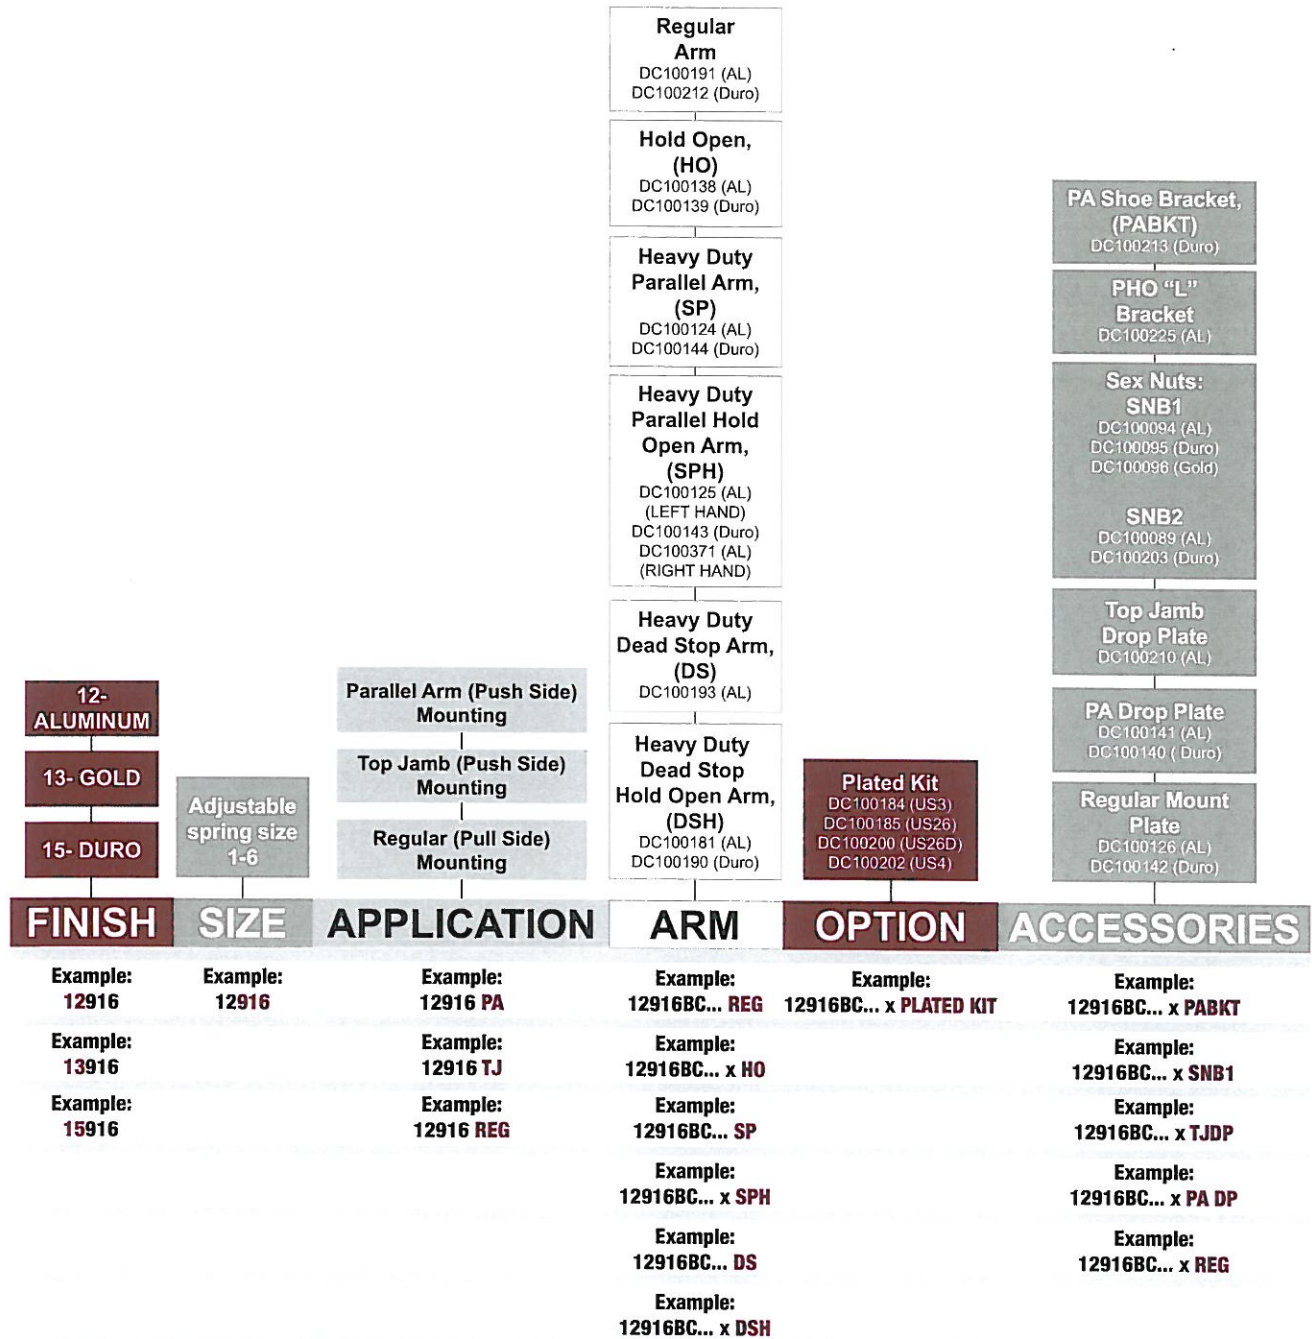 Regular
Arm
DC100191 (AL)
DC100212 (Duro)
Hold Open,
(HO)
DC100138 (AL)
DC100139 (Duro)
Heavy Duty
Parallel Arm,
(SP)
DC100124 (AL)
DC100144 (Duro)
Heavy Duty
Parallel Hold
Open Arm,
(SPH)
DC100125 (AL)
(LEFT HAND)
DC100143 (Duro)
DC100371 (AL)
(RIGHT HAND)
Heavy Duty
Dead Stop Arm,
(DS)
DC100193 (AL)
Heavy Duty
Dead Stop
Hold Open Arm,
(DSH)
DC100181 (AL)
DC100190 (Duro)
PA Shoe Bracket,
(PABKT)
DC100213 (Duro)
PHO “L”
Bracket
DC100225 (AL)
Sex Nuts:
SNB1
DC100094 (AL)
DC100095 (Duro)
DC100096 (Gold)
SNB2
DC100089 (AL)
DC100203 (Duro)
Top Jamb
Drop Plate
DC100210 (AL)
PA Drop Plate
DC100141 (AL)
DC100140 ( Duro)
Regular Mount
Plate
DC100126 (AL)
DC100142 (Duro)
12-
ALUMINUM
13- GOLD
15- DURO
Adjustable
spring size
1-6
Parallel Arm (Push Side)
Mounting
Top Jamb (Push Side)
Mounting
Regular (Pull Side)
Mounting
Plated Kit
DC100184 (US3)
DC100185 (US26)
DC100200 (US26D)
DC100202 (US4)
FINISH SIZE APPLICATION ARM OPTION ACCESSORIES
Example:
12916
Example:
13916
Example:
15916
Example:
12916
Example:
12916 PA
Example:
12916 TJ
Example:
12916 REG
Example:
12916BC... REG
Example:
12916BC... x HO
Example:
12916BC... SP
Example:
12916BC... x SPH
Example:
12916BC... DS
Example:
12916BC... x DSH
Example:
12916BC... x PLATED KIT
Example:
12916BC... x PABKT
Example:
12916BC... x SNB1
Example:
12916BC... x TJDP
Example:
12916BC... x PA DP
Example:
12916BC... x REG